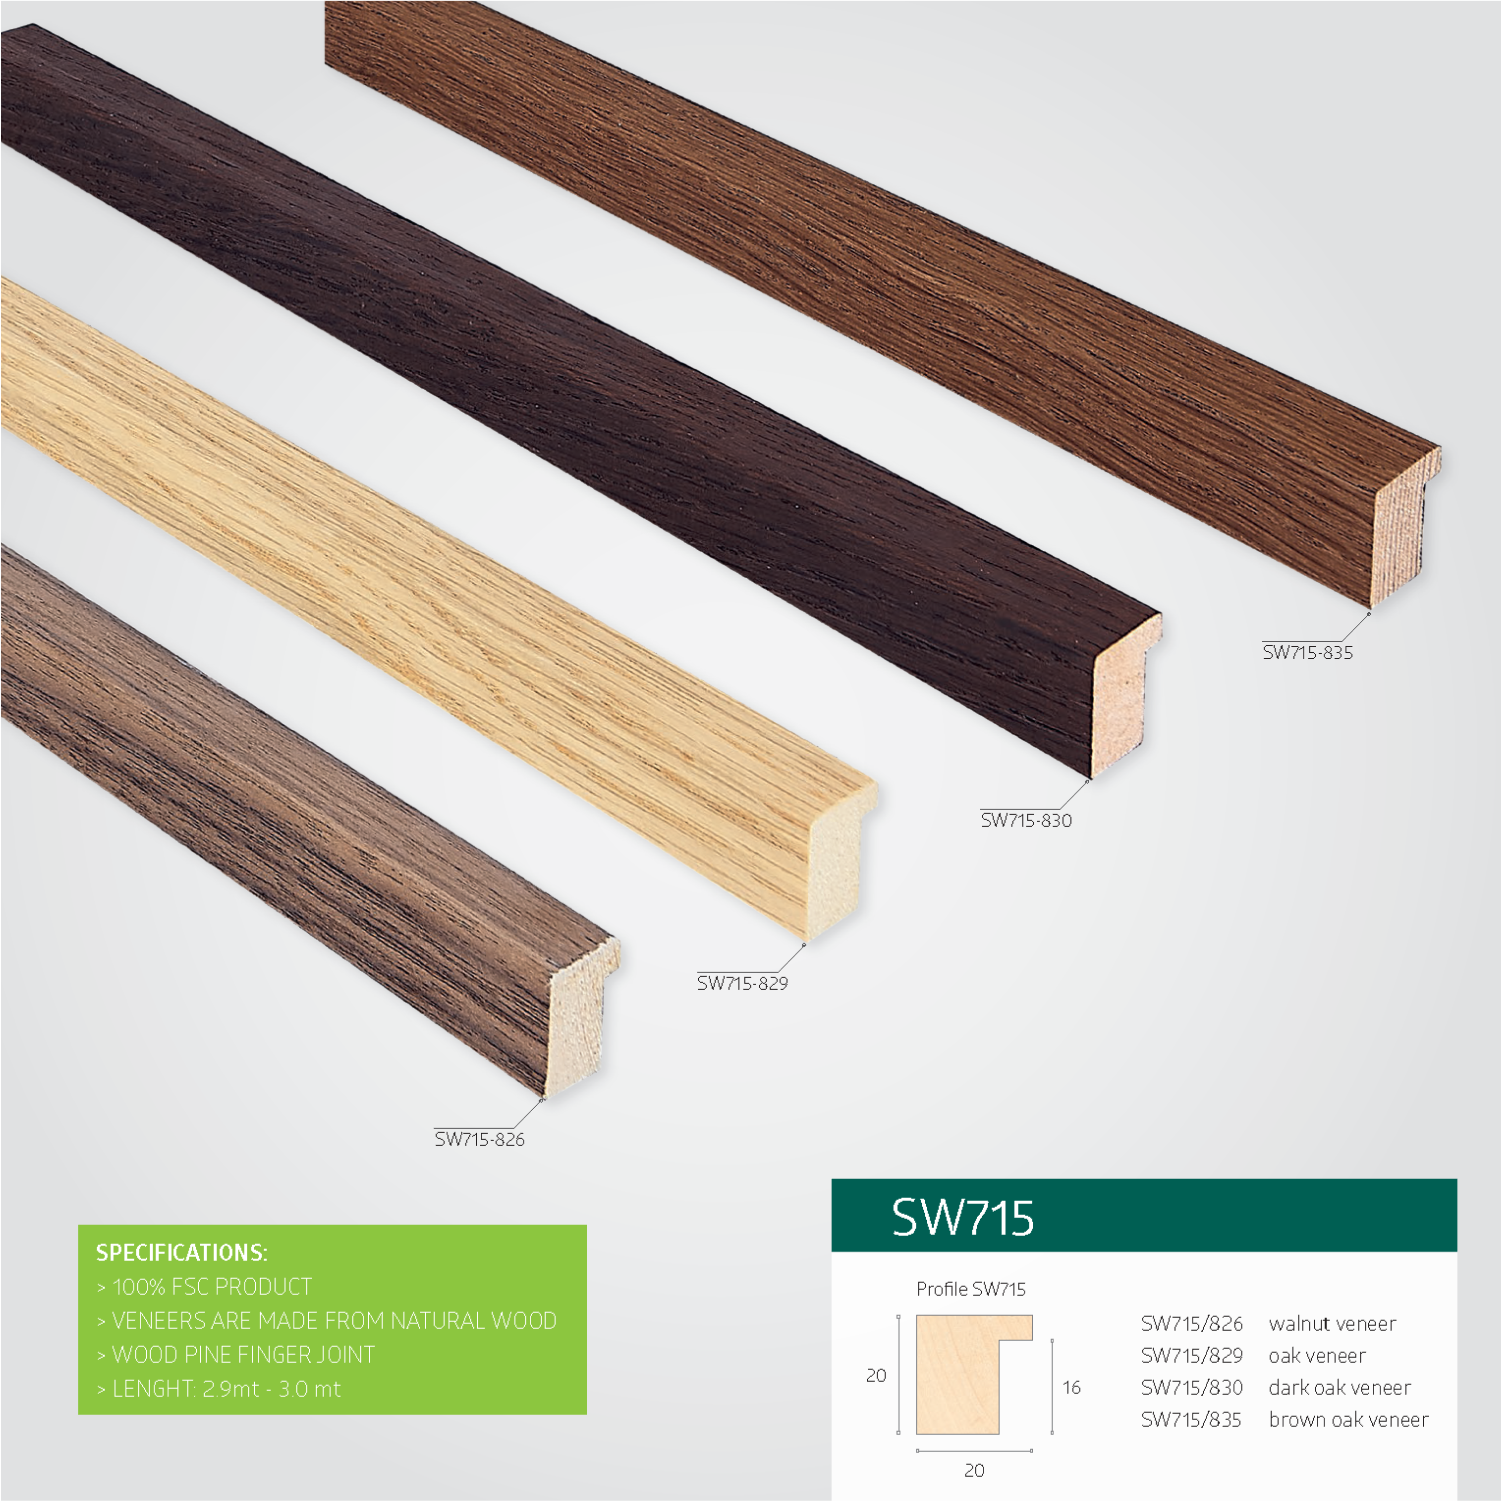 SW715-835
SW715-830
SW715-829
SW715-826
SPECIFICATIONS:
> 100% FSC PRODUCT
> VENEERS ARE MADE FROM NATURAL WOOD
> WOOD PINE FINGER JOINT
> LENGHT: 2.9mt - 3.0 mt
SW715
Profile SW715
20
16
20
SW715/826 walnut veneer
SW715/829 oak veneer
SW715/830 dark oak veneer
SW715/835 brown oak veneer